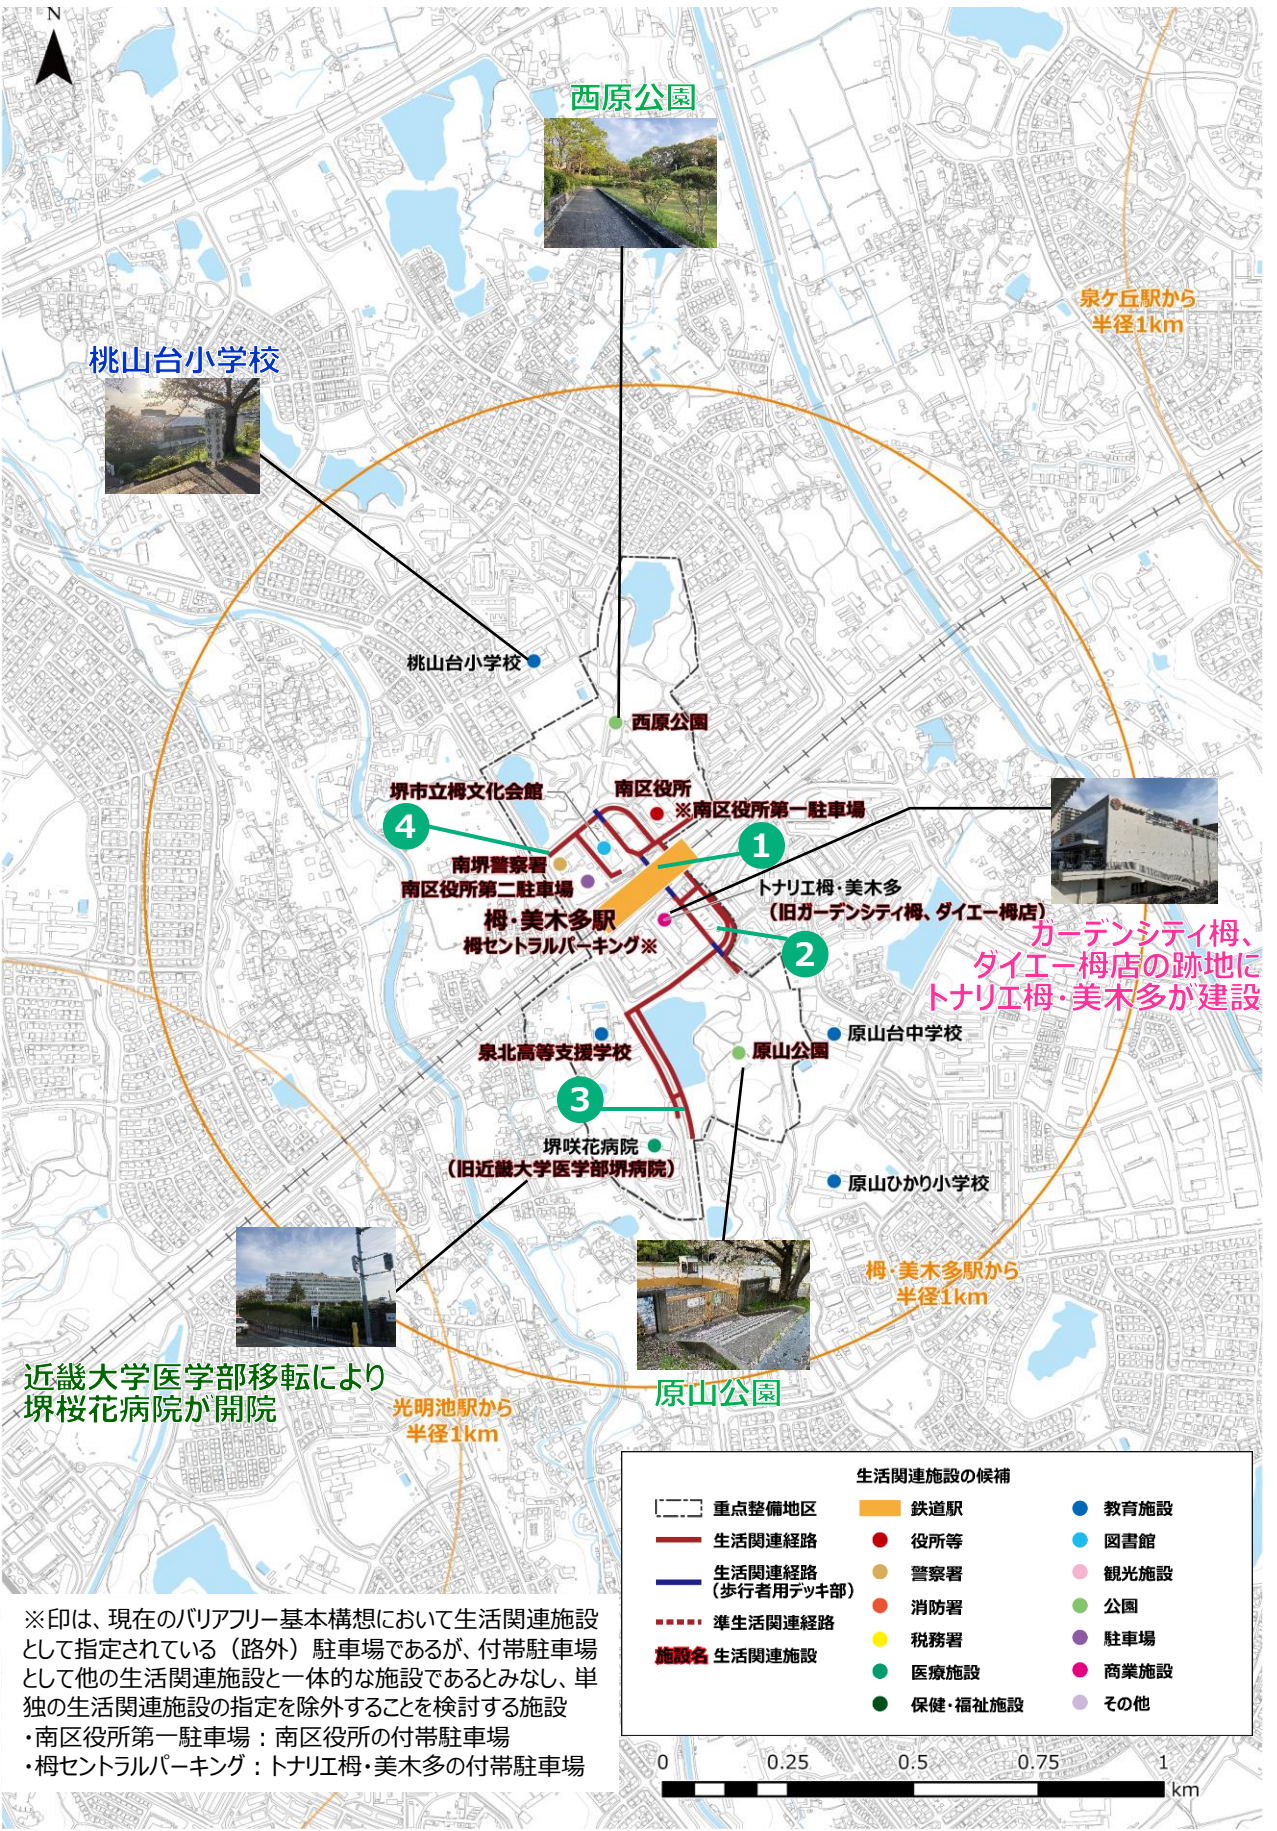 N
西原公園
泉ケ丘駅から
半径1km
桃山台小学校
桃山台小学校
西原公園
堺市立栂文化会館
南区役所
※南区役所第一駐車場
4
1
南堺警察署
南区役所第二駐車場
トナリエ栂・美木多
（旧ガーデンシティ栂、ダイエー栂店）
栂・美木多駅
栂セントラルパーキング※
2
ガーデンシティ栂、
ダイエー栂店の跡地に
トナリエ栂・美木多が建設
泉北高等支援学校
原山公園
原山台中学校
3
堺咲花病院
（旧近畿大学医学部堺病院）
原山ひかり小学校
栂・美木多駅から
半径1km
近畿大学医学部移転により
堺桜花病院が開院
原山公園
光明池駅から
半径1km
生活関連施設の候補
重点整備地区
鉄道駅
教育施設
生活関連経路
役所等
図書館
生活関連経路
（歩行者用デッキ部）
警察署
観光施設
準生活関連経路
消防署
公園
施設名 生活関連施設
税務署
駐車場
医療施設
商業施設
保健・福祉施設
その他
※印は、現在のバリアフリー基本構想において生活関連施設
として指定されている（路外）駐車場であるが、付帯駐車場
として他の生活関連施設と一体的な施設であるとみなし、単
独の生活関連施設の指定を除外することを検討する施設
・南区役所第一駐車場：南区役所の付帯駐車場
・栂セントラルパーキング：トナリエ栂・美木多の付帯駐車場
0 0.25 0.5 0.75 1
km